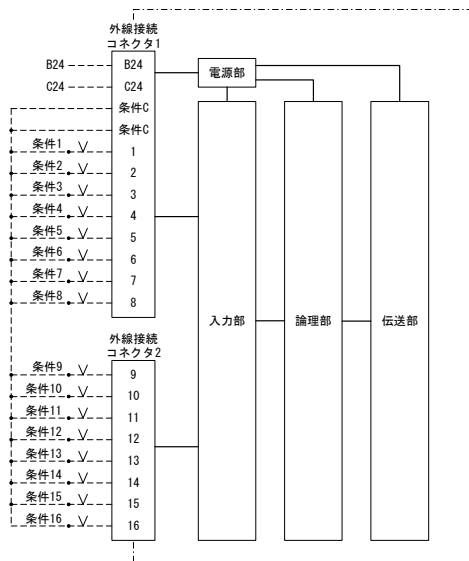 外線接続
コネクタ1
B24
B24
C24
C24
条件C
条件C
条件1
1
条件2
2
条件3
3
条件4
4
条件5
5
条件6
6
条件7
7
条件8
8
電源部
入力部
論理部
伝送部
外線接続
コネクタ2
条件9
9
条件10
10
条件11
11
条件12
12
条件13
13
条件14
14
条件15
15
条件16
16